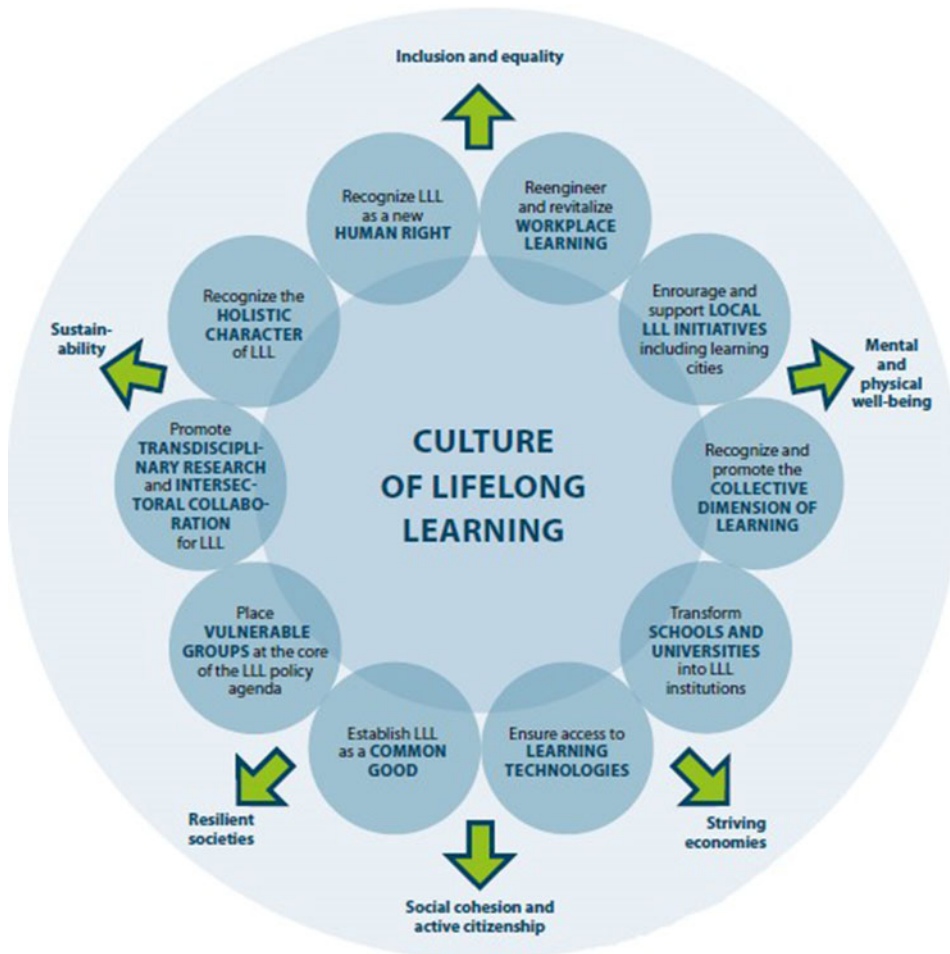 Inclusion and equality
Recognize LLL
as a new
HUMAN RIGHT
Reengineer
and revitalize
WORKPLACE
LEARNING
Enrourage and
support LOCAL
LLL INITIATIVES
including learning
cities
Mental
and
physical
well-being
Recognize and
promote the
COLLECTIVE
DIMENSION OF
LEARNING
Transform
SCHOOLS AND
UNIVERSITIES
into LLL
institutions
Striving
economies
Ensure access to
LEARNING
TECHNOLOGIES
Social cohesion and
active citizenship
Establish LLL
as a COMMON
GOOD
Resilient
societies
Place
VULNERABLE
GROUPS at the core
of the LLL policy
agenda
Promote
TRANSDISCIPLI-
NARY RESEARCH
and INTERSEC-
TORAL COLLABO-
RATION
for LLL
Sustain-
ability
Recognize the
HOLISTIC
CHARACTER
of LLL
CULTURE
OF LIFELONG
LEARNING